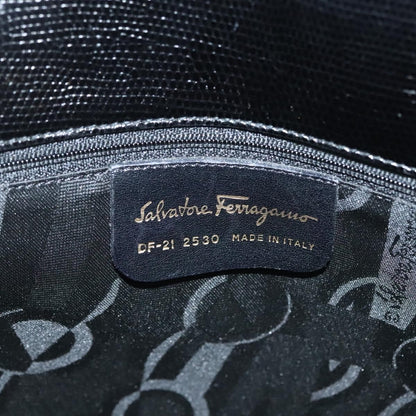 Salvatore Ferragamo
DF-21 2530 MADE IN ITALY